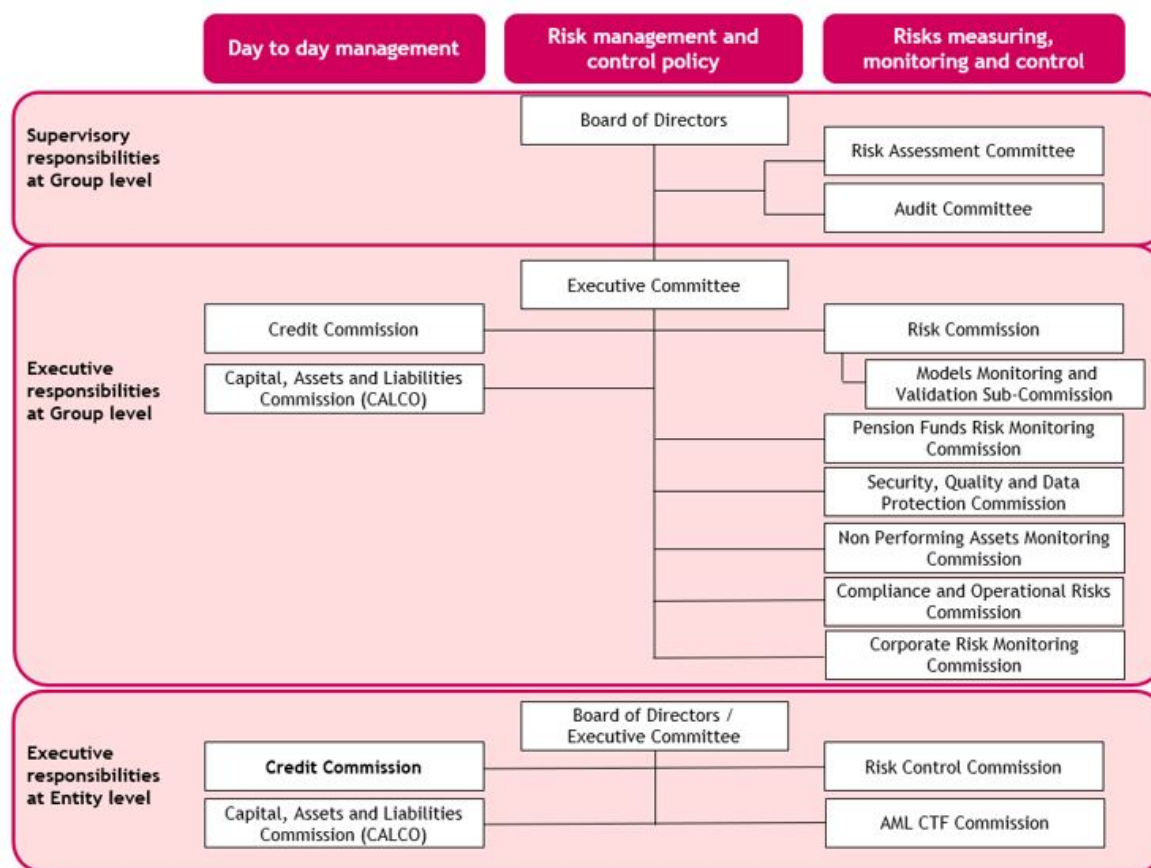 Day to day management
Risk management and
control policy
Risks measuring,
monitoring and control
Supervisory
responsibilities
at Group level
Board of Directors
Risk Assessment Committee
Audit Committee
Executive
responsibilities
at Group level
Executive Committee
Credit Commission
Risk Commission
Capital, Assets and Liabilities
Commission (CALCO)
Models Monitoring and
Validation Sub-Commission
Pension Funds Risk Monitoring
Commission
Security, Quality and Data
Protection Commission
Non Performing Assets Monitoring
Commission
Compliance and Operational Risks
Commission
Corporate Risk Monitoring
Commission
Executive
responsibilities
at Entity level
Board of Directors /
Executive Committee
Credit Commission
Risk Control Commission
Capital, Assets and Liabilities
Commission (CALCO)
AML CTF Commission